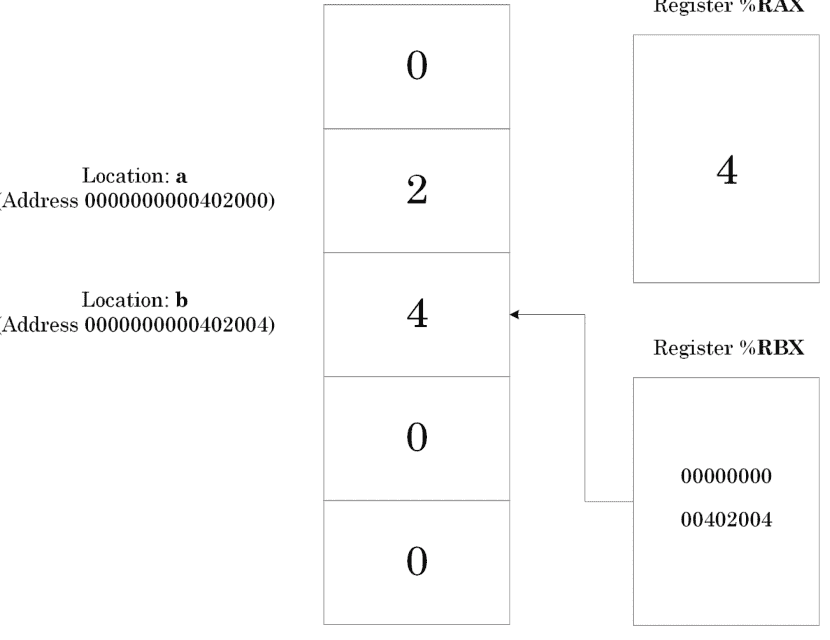 Register %RAX
0
4
Location: a
(Address 0000000000402000)
2
Location: b
(Address 0000000000402004)
4
Register %RBX
0
00000000
00402004
0